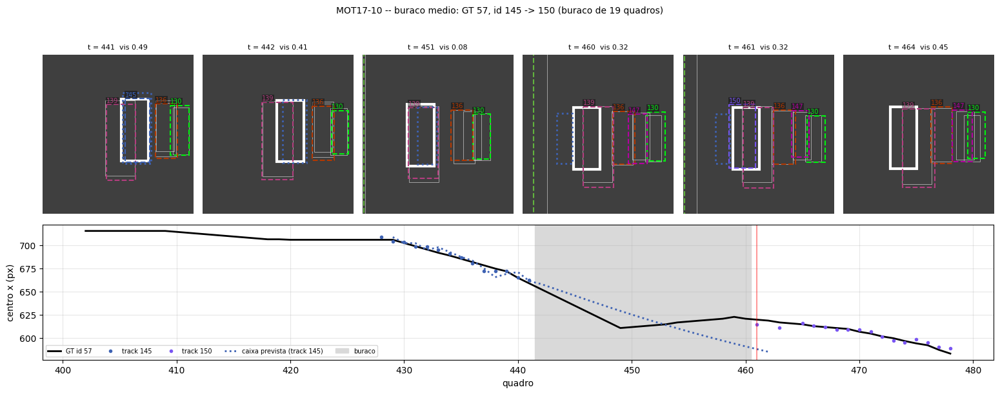 MOT17-10 -- buraco medio: GT 57, id 145 -> 150 (buraco de 19 quadros)
t = 441 vis 0.49
t = 442 vis 0.41
t = 451 vis 0.08
t = 460 vis 0.32
t = 461 vis 0.32
t = 464 vis 0.45
139 145 136 130
139 136 130
139 136 130
139 136 147 130
150 139 136 147 130
139 136 147 130
centro x (px)
700
675
650
625
600
GT id 57
track 145
track 150
caixa prevista (track 145)
buraco
400 410 420 430 440 450 460 470 480
quadro